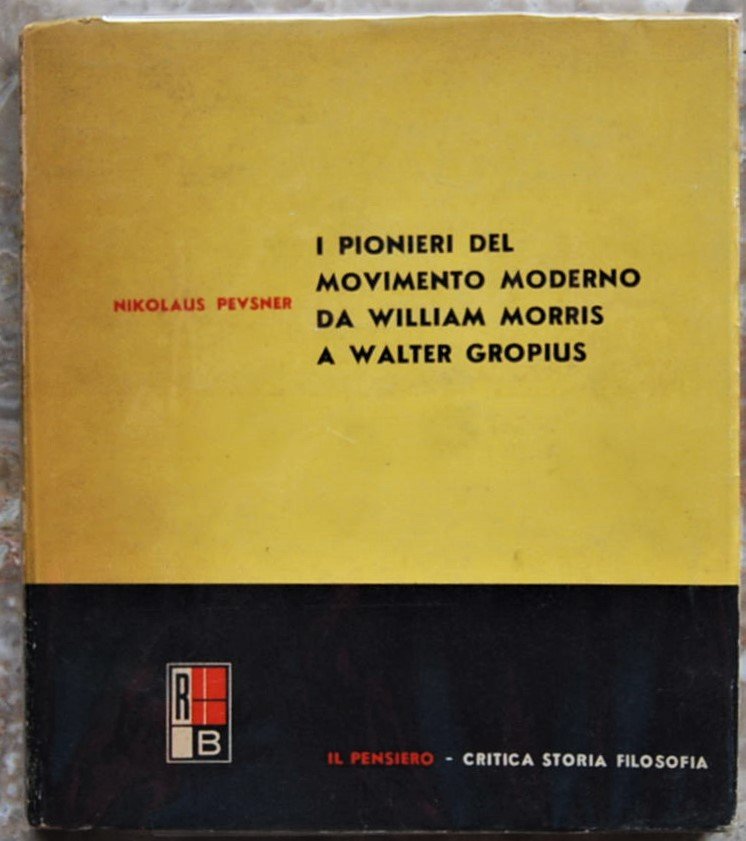 NIKOLAUS PEVSNER
I PIONIERI DEL
MOVIMENTO MODERNO
DA WILLIAM MORRIS
A WALTER GROPIUS
R
B
IL PENSIERO - CRITICA STORIA FILOSOFIA